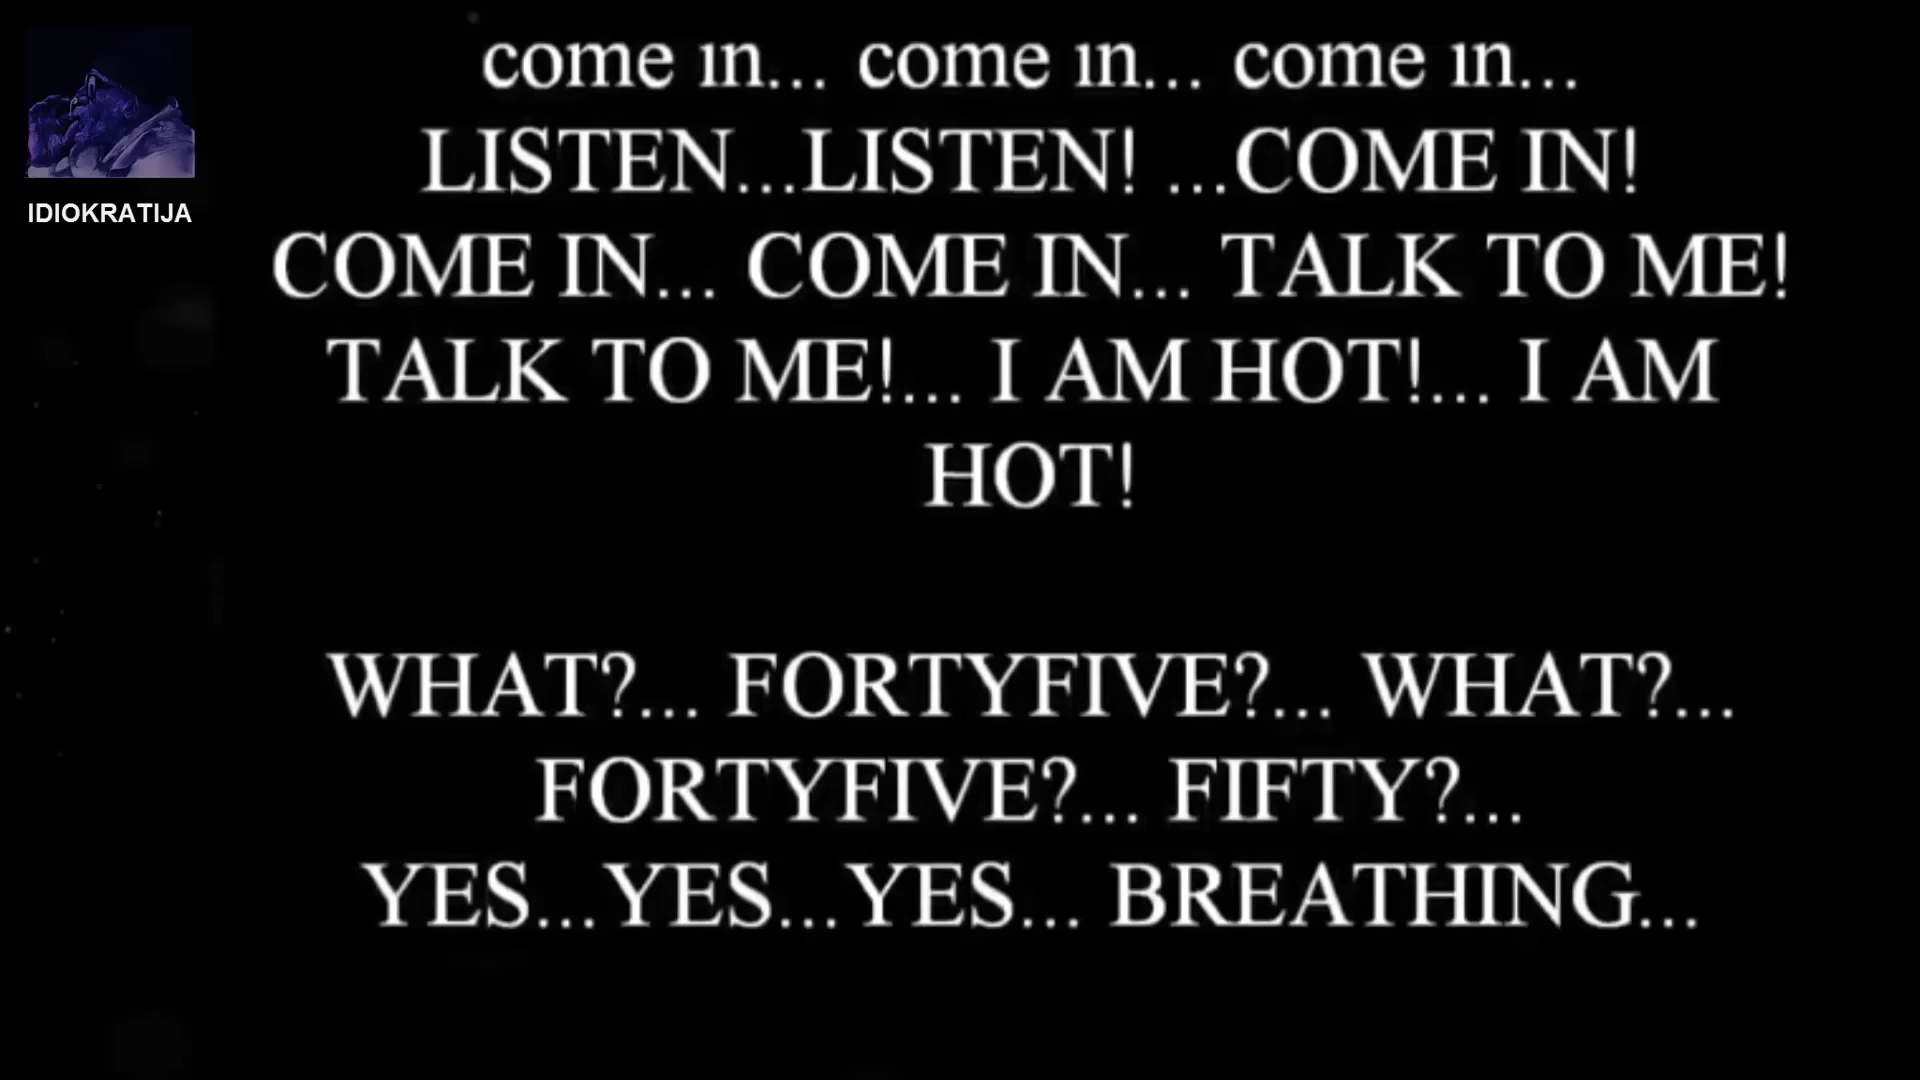 come in... come in... come in...
LISTEN...LISTEN! ...COME IN!
COME IN... COME IN... TALK TO ME!
TALK TO ME!... I AM HOT!... I AM
HOT!
WHAT?... FORTYFIVE?... WHAT?...
FORTYFIVE?... FIFTY?...
YES...YES...YES... BREATHING...
IDIOKRATIJA